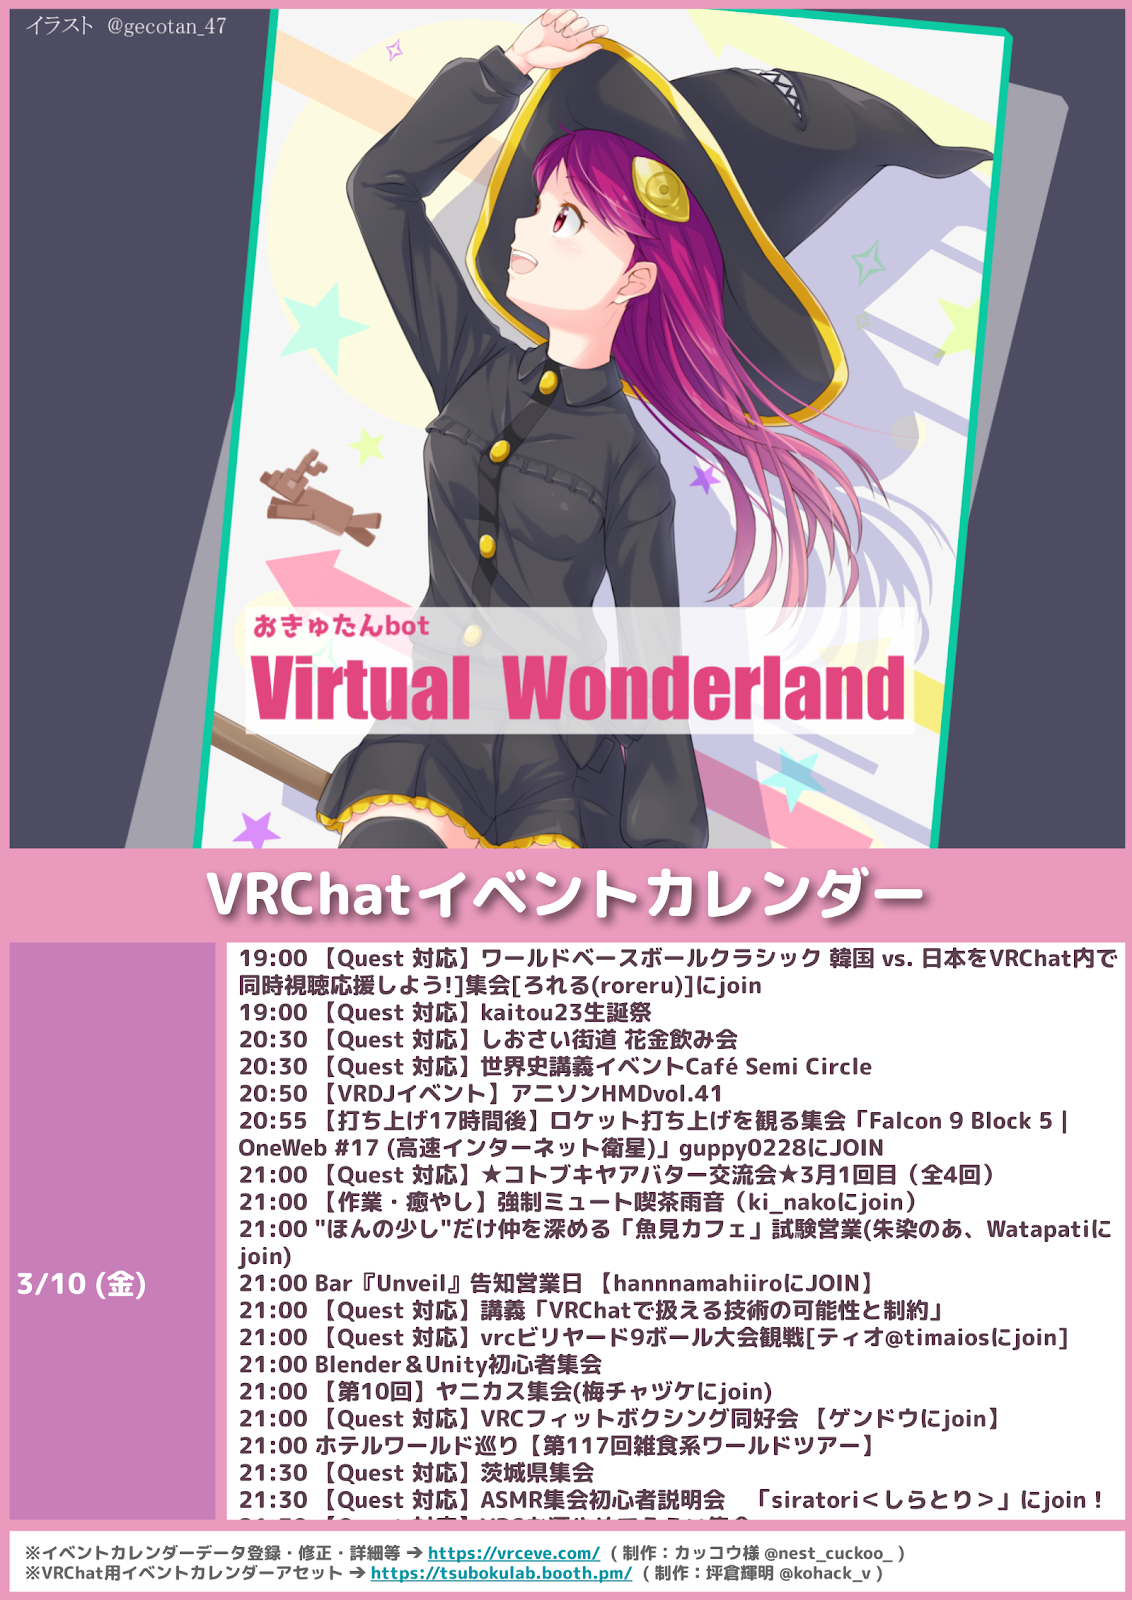 イラスト @gecotan_47
おきゅたんbot
Virtual Wonderland
VRChatイベントカレンダー
3/10 (金)
19:00 【Quest 対応】ワールドベースボールクラシック 韓国 vs. 日本をVRChat内で
同時視聴応援しよう!]集会[ろれる(roreru)]にjoin
19:00 【Quest 対応】kaitou23生誕祭
20:30 【Quest 対応】しおさい街道 花金飲み会
20:30 【Quest 対応】世界史講義イベントCafé Semi Circle
20:50 【VRDJイベント】アニソンHMDvol.41
20:55 【打ち上げ17時間後】ロケット打ち上げを観る集会「Falcon 9 Block 5 |
OneWeb #17 (高速インターネット衛星)」guppy0228にJOIN
21:00 【Quest 対応】★コトブキヤアバター交流会★3月1回目（全4回）
21:00 【作業・癒やし】強制ミュート喫茶雨音（ki_nakoにjoin）
21:00 "ほんの少し"だけ仲を深める「魚見カフェ」試験営業(朱染のあ、Watapatiに
join)
21:00 Bar『Unveil』告知営業日 【hannnamahiiroにJOIN】
21:00 【Quest 対応】講義「VRChatで扱える技術の可能性と制約」
21:00 【Quest 対応】vrcビリヤード9ボール大会観戦[ティオ@timaiosにjoin]
21:00 Blender＆Unity初心者集会
21:00 【第10回】ヤニカス集会(梅チャヅケにjoin)
21:00 【Quest 対応】VRCフィットボクシング同好会 【ゲンドウにjoin】
21:00 ホテルワールド巡り【第117回雑食系ワールドツアー】
21:30 【Quest 対応】茨城県集会
21:30 【Quest 対応】ASMR集会初心者説明会　「siratori＜しらとり＞」にjoin！
※イベントカレンダーデータ登録・修正・詳細等 ➔ https://vrceve.com/ ( 制作：カッコウ様 @nest_cuckoo_ )
※VRChat用イベントカレンダーアセット ➔ https://tsubokulab.booth.pm/ ( 制作：坪倉輝明 @kohack_v )